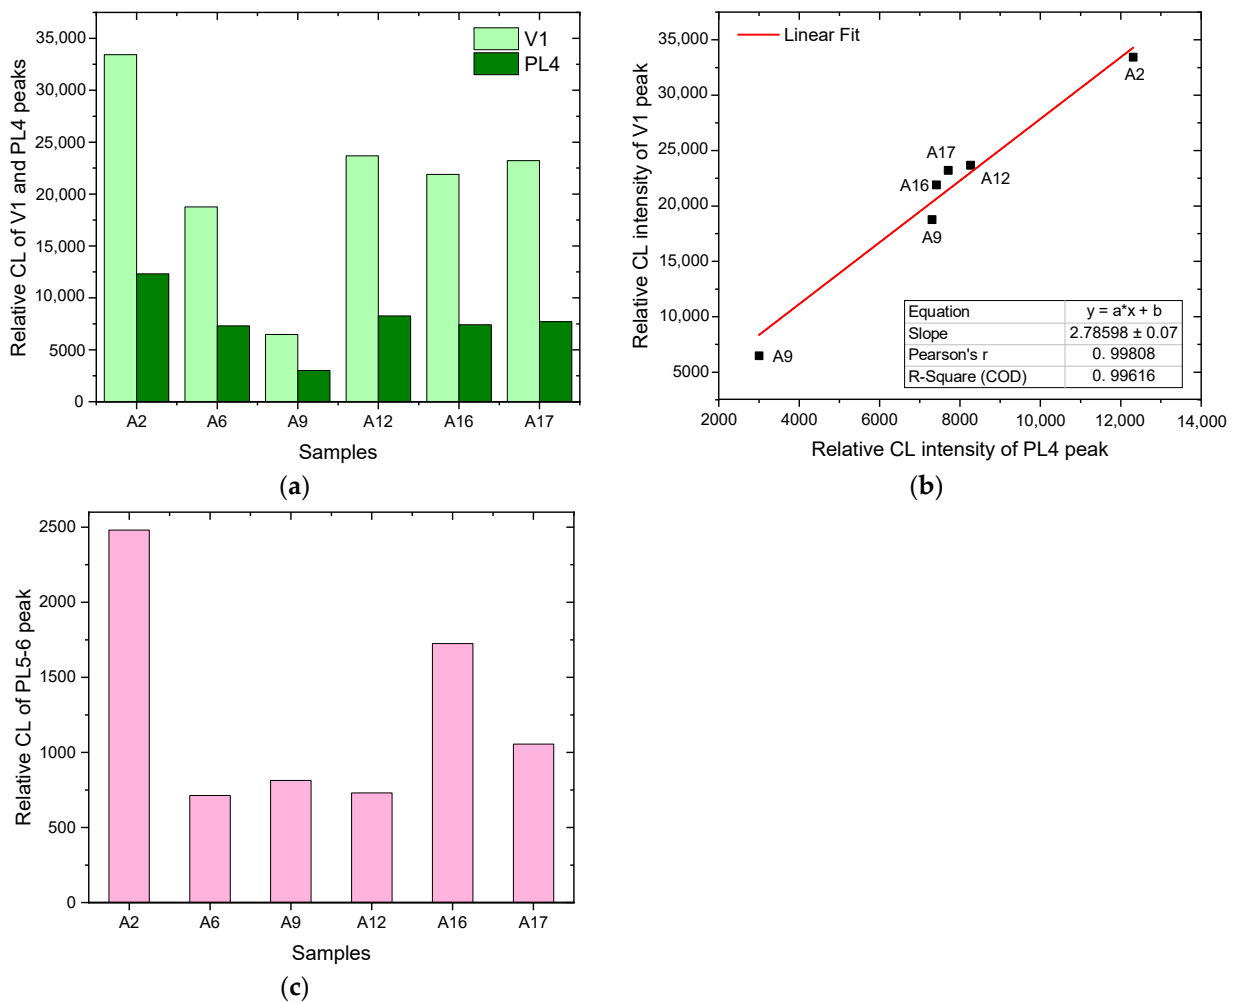 35,000
30,000
25,000
20,000
15,000
10,000
5000
0
Relative CL of V1 and PL4 peaks
V1
PL4
A2 A6 A9 A12 A16 A17
Samples
(a)
35,000
30,000
25,000
20,000
15,000
10,000
5000
Relative CL intensity of V1 peak
Linear Fit
A2
A17
A16
A12
A9
A9
Equation y = a*x + b
Slope 2.78598 ± 0.07
Pearson's r 0. 99808
R-Square (COD) 0. 99616
2000 4000 6000 8000 10,000 12,000 14,000
Relative CL intensity of PL4 peak
(b)
2500
2000
1500
1000
500
0
Relative CL of PL5-6 peak
A2 A6 A9 A12 A16 A17
Samples
(c)